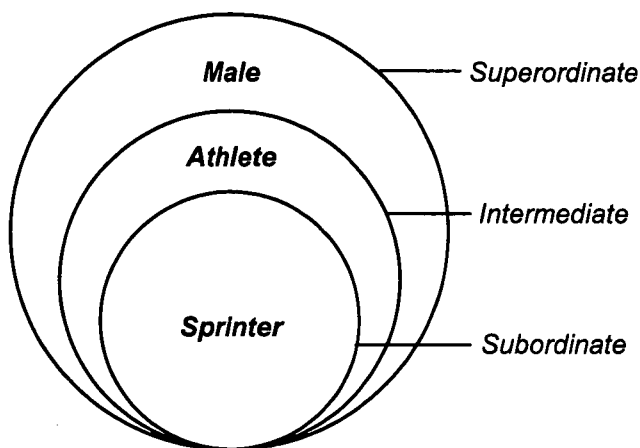 Male
Superordinate
Athlete
Intermediate
Sprinter
Subordinate